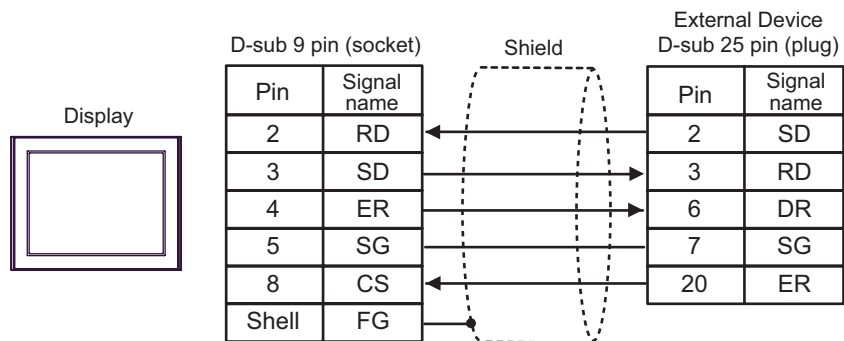 External Device
D-sub 9 pin (socket) Shield D-sub 25 pin (plug)
Display
Pin Signal name Pin Signal name
2 RD 2 SD
3 SD 3 RD
4 ER 6 DR
5 SG 7 SG
8 CS 20 ER
Shell FG